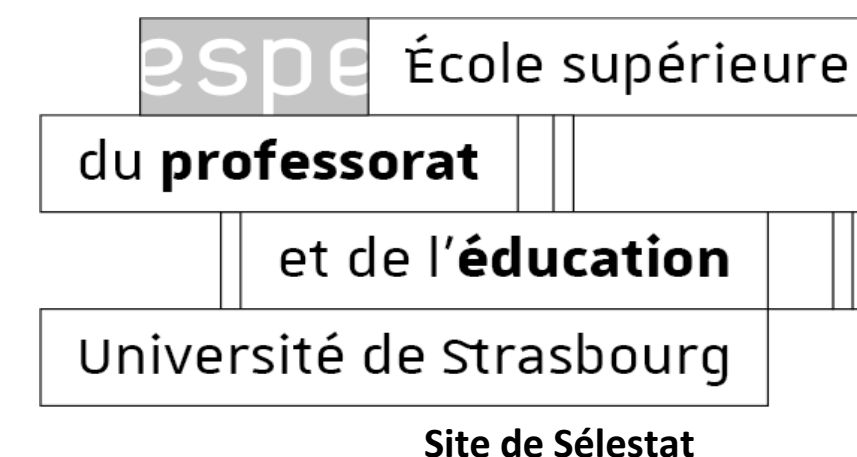 espe École supérieure
du professorat
et de l'éducation
Université de Strasbourg
Site de Sélestat